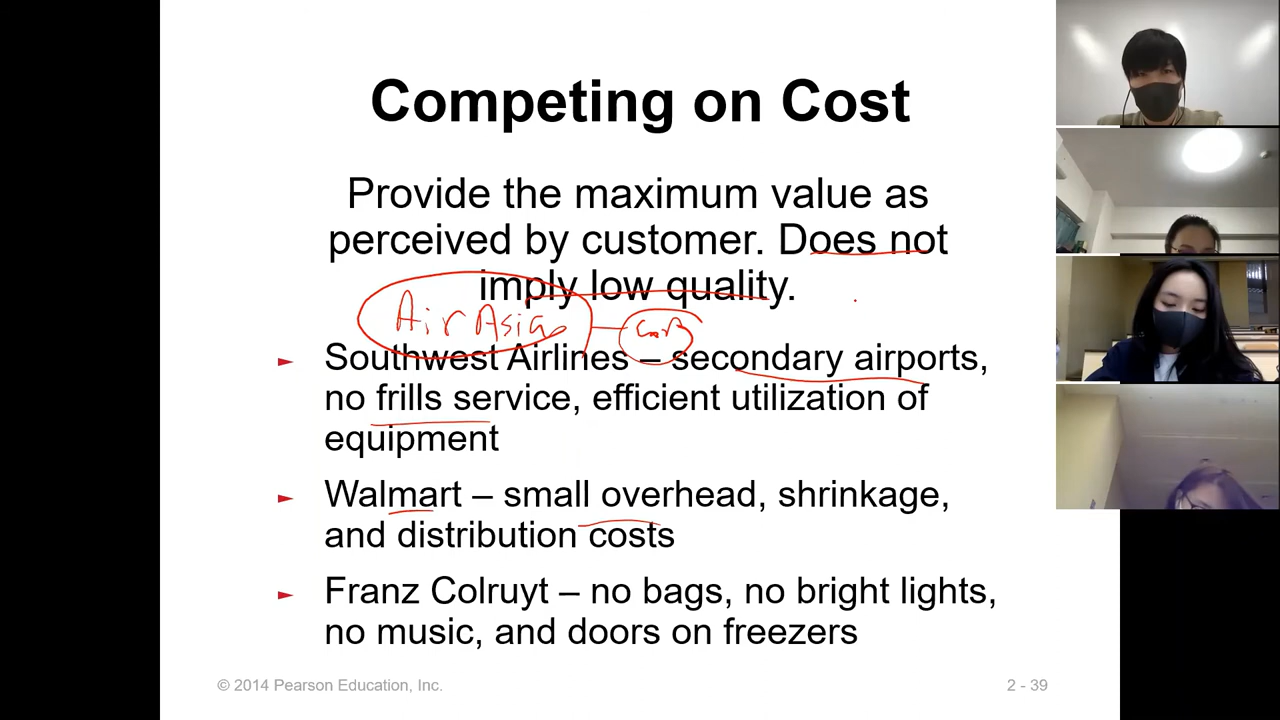 Competing on Cost
Provide the maximum value as
perceived by customer. Does not
imply low quality.
Air Asia
► Southwest Airlines – secondary airports,
no frills service, efficient utilization of
equipment
► Walmart – small overhead, shrinkage,
and distribution costs
► Franz Colruyt – no bags, no bright lights,
no music, and doors on freezers
© 2014 Pearson Education, Inc.
2 - 39